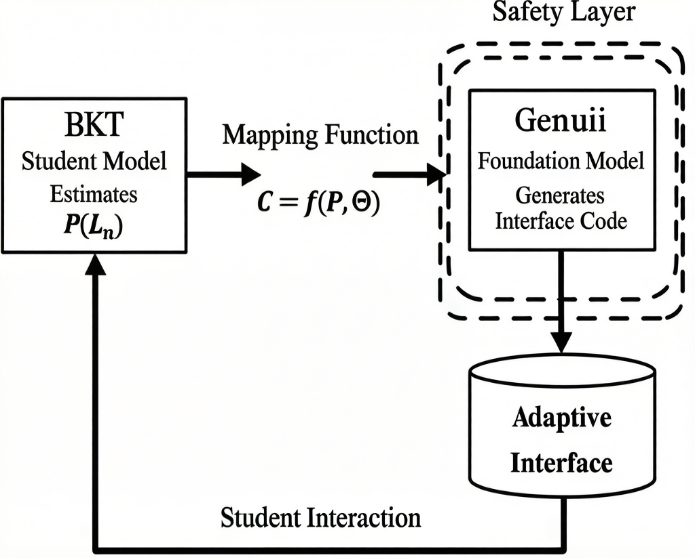 Safety Layer
BKT
Student Model
Estimates
P(Lₙ)
Mapping Function
C = f(P, Θ)
Genuii
Foundation Model
Generates
Interface Code
Adaptive
Interface
Student Interaction